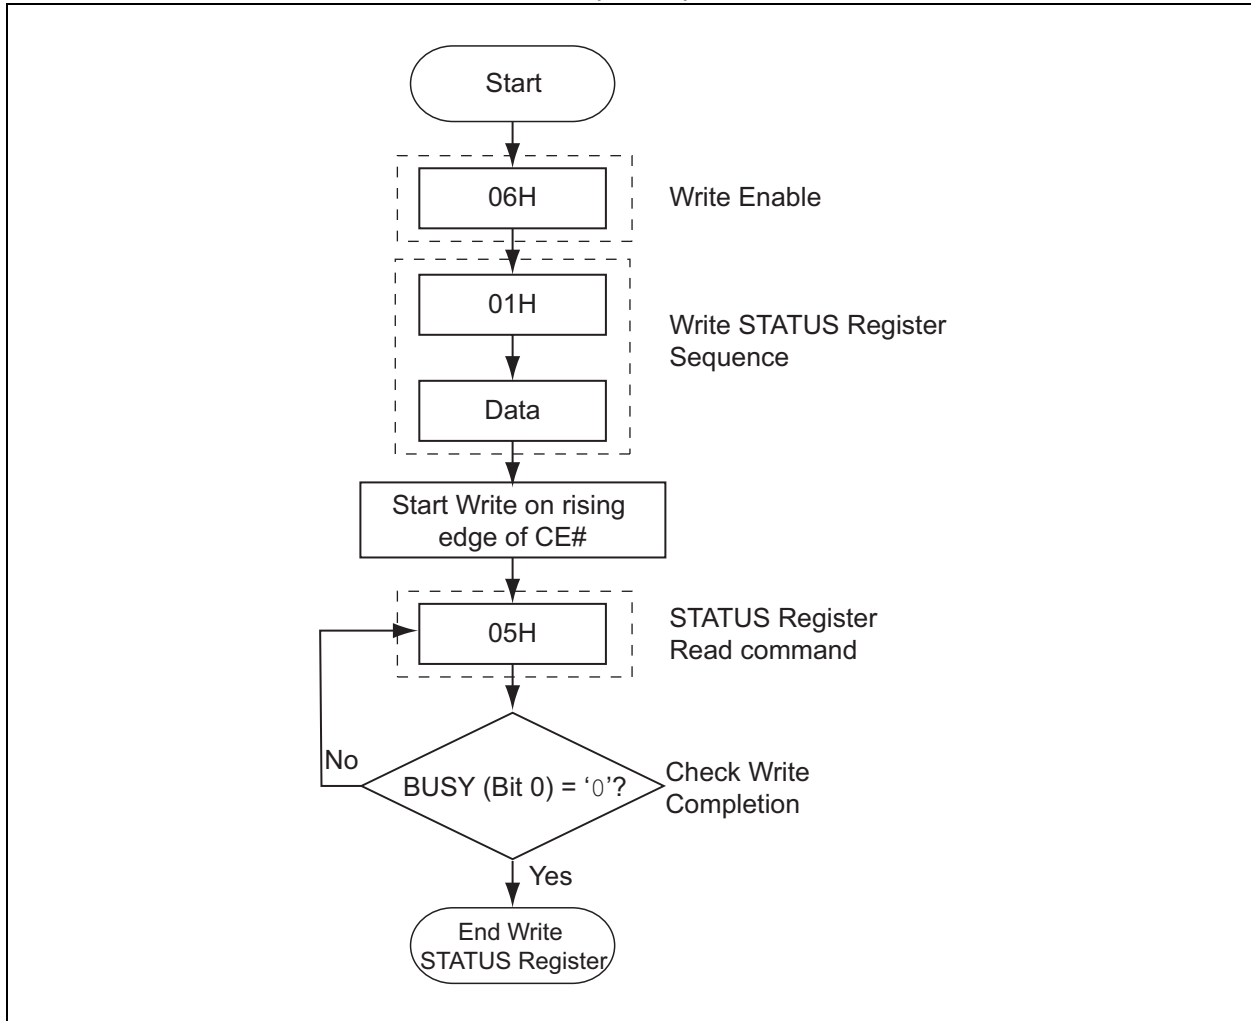 Start
06H
Write Enable
01H
Write STATUS Register
Sequence
Data
Start Write on rising
edge of CE#
05H
STATUS Register
Read command
No
BUSY (Bit 0) = ‘0’?
Check Write
Completion
Yes
End Write
STATUS Register